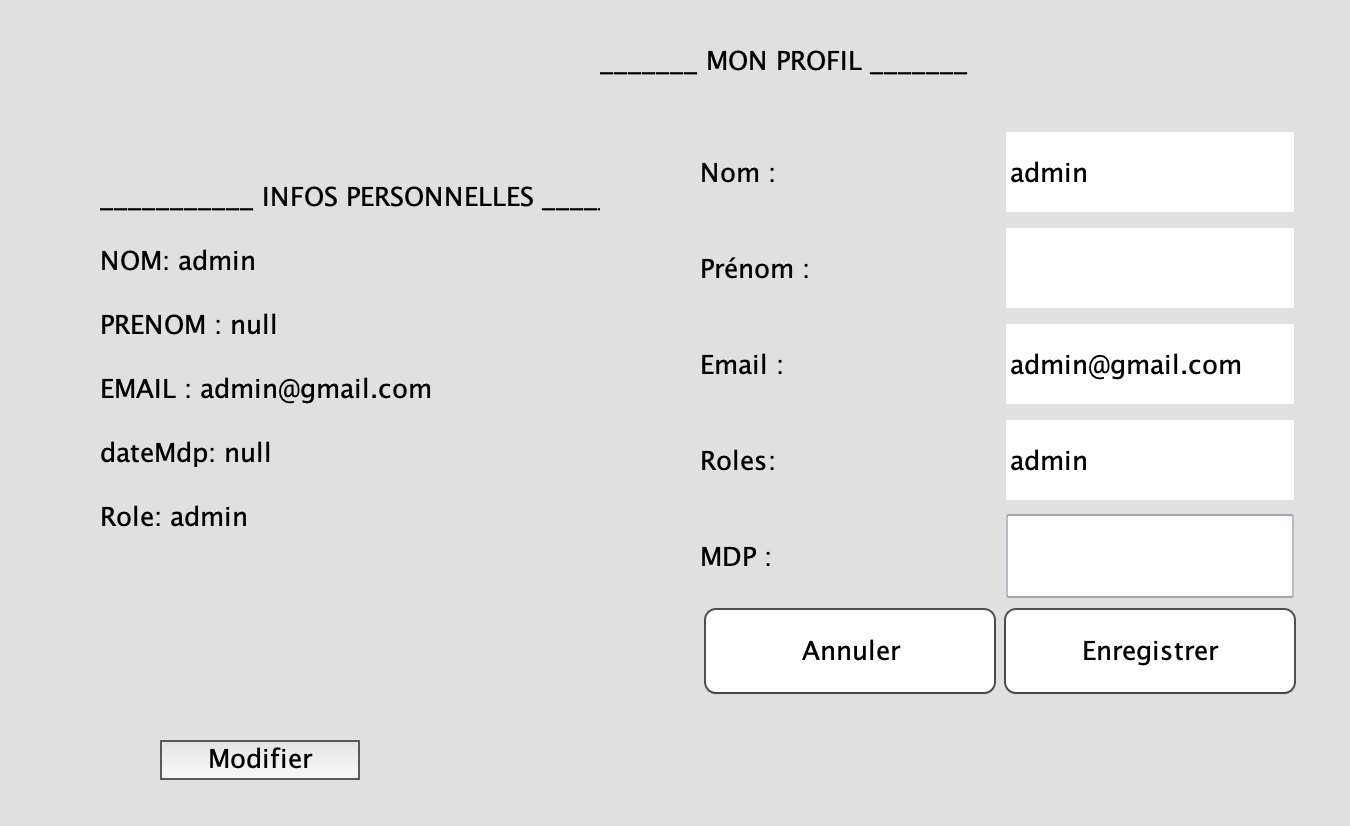 _______ MON PROFIL _______
___________ INFOS PERSONNELLES ____.
NOM: admin
PRENOM : null
EMAIL : admin@gmail.com
dateMdp: null
Role: admin
Modifier
Nom : admin
Prénom :
Email : admin@gmail.com
Roles: admin
MDP :
Annuler Enregistrer